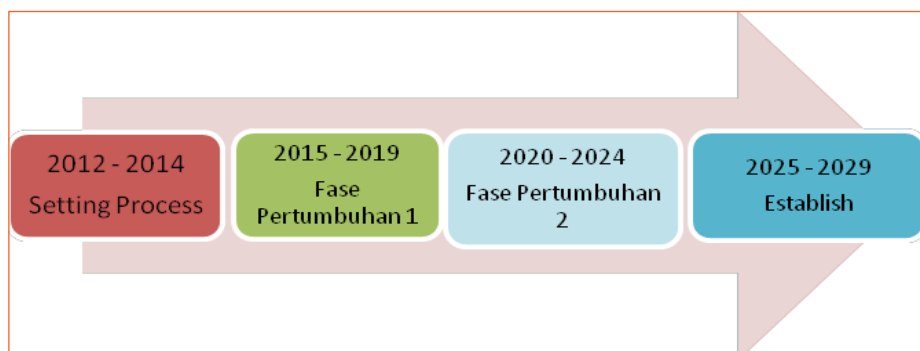 2012 - 2014
Setting Process
2015 - 2019
Fase
Pertumbuhan 1
2020 - 2024
Fase Pertumbuhan
2
2025 - 2029
Establish